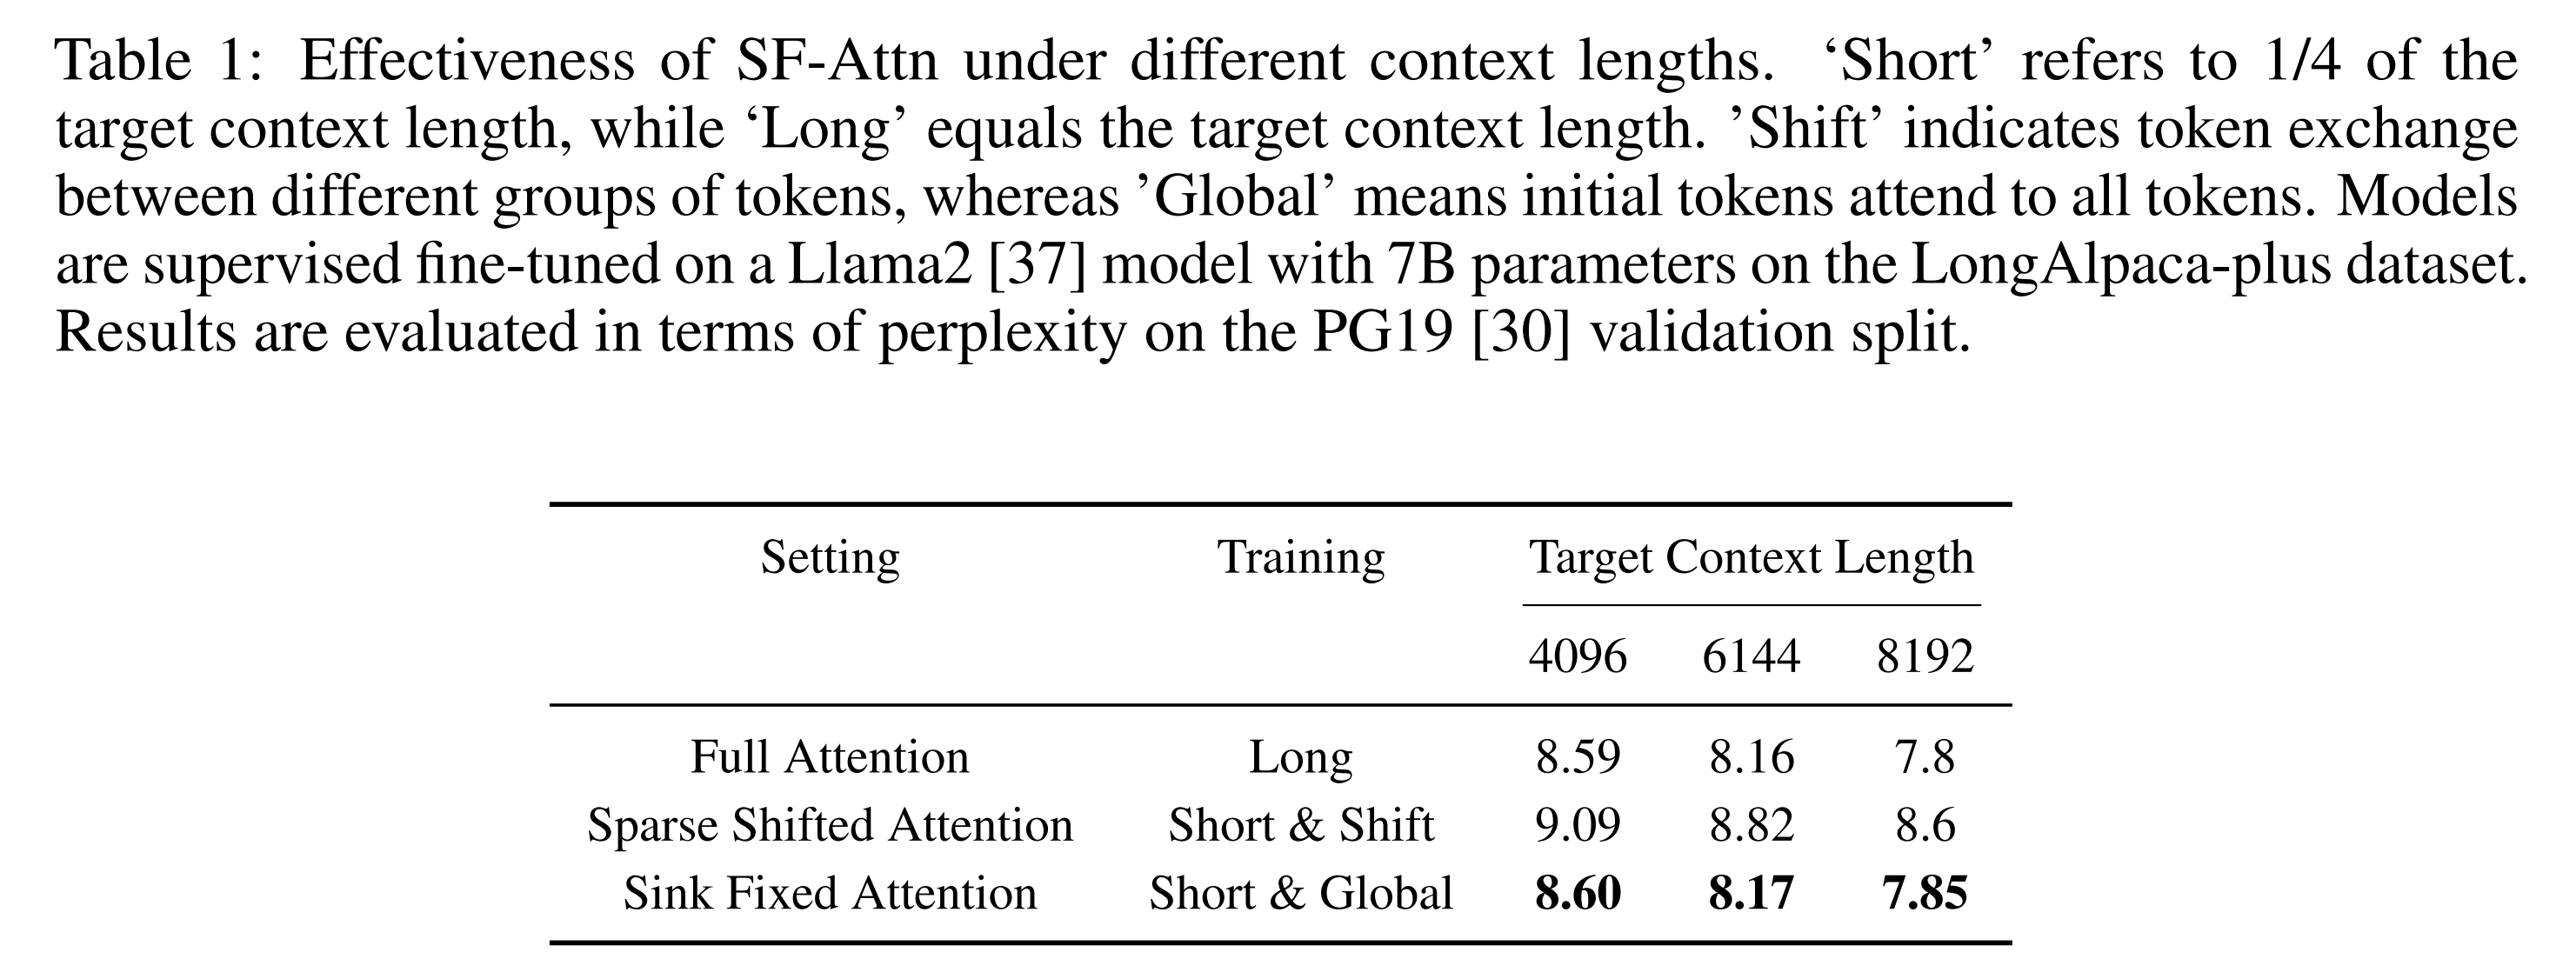 Table 1: Effectiveness of SF-Attn under different context lengths. ‘Short’ refers to 1/4 of the
target context length, while ‘Long’ equals the target context length. ’Shift’ indicates token exchange
between different groups of tokens, whereas ’Global’ means initial tokens attend to all tokens. Models
are supervised fine-tuned on a Llama2 [37] model with 7B parameters on the LongAlpaca-plus dataset.
Results are evaluated in terms of perplexity on the PG19 [30] validation split.
Setting Training Target Context Length
4096 6144 8192
Full Attention Long 8.59 8.16 7.8
Sparse Shifted Attention Short & Shift 9.09 8.82 8.6
Sink Fixed Attention Short & Global 8.60 8.17 7.85